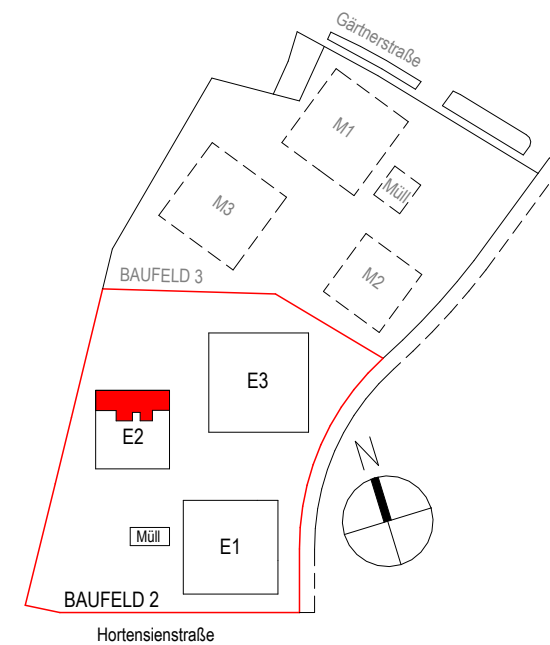 Gärtnerstraße
M1
Müll
M3
M2
BAUFELD 3
E3
E2
N
Müll
E1
BAUFELD 2
Hortensienstraße